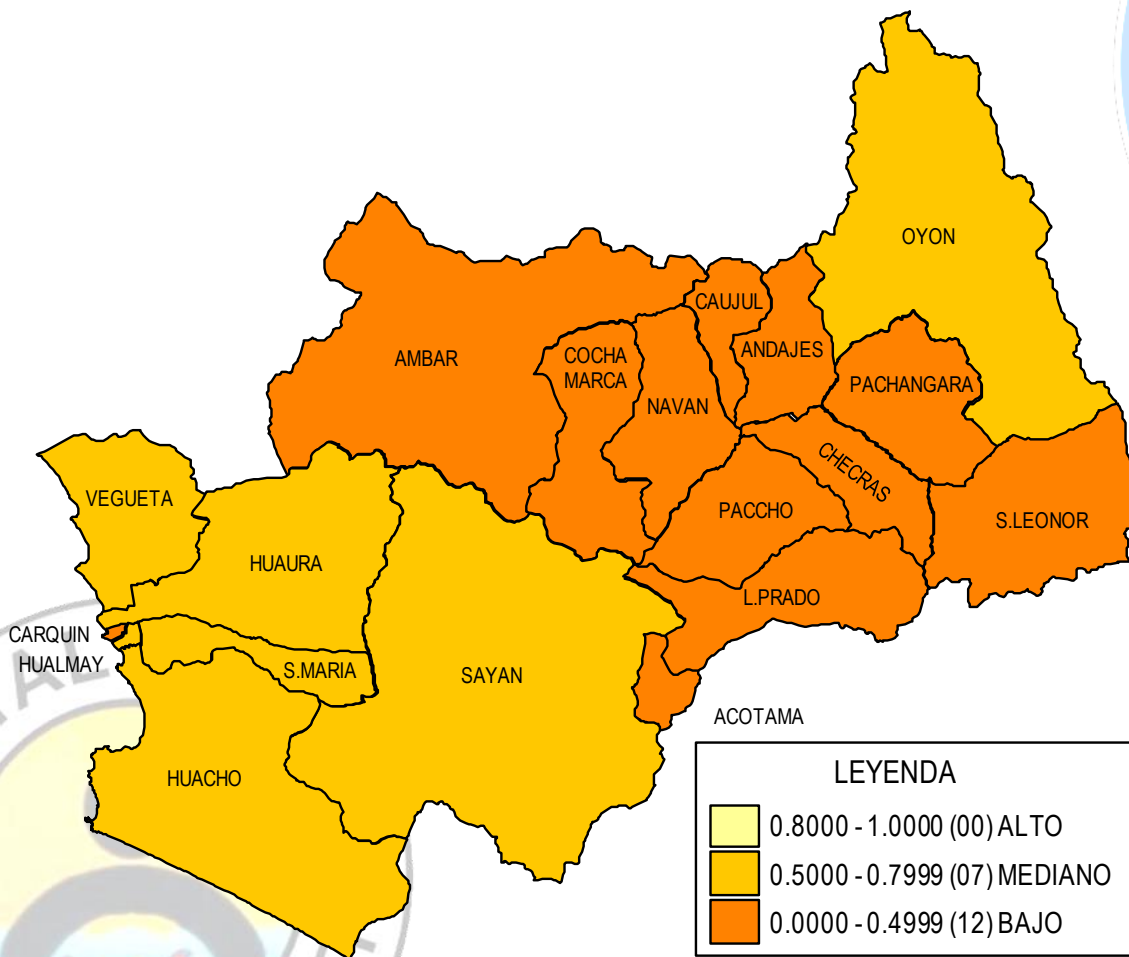 OYON
CAUJUL
ANDAJES
AMBAR
COCHA
MARCA
NAVAN
PACHANGARA
CHECRAS
VEGUETA
PACCHO
S.LEONOR
HUAURA
L.PRADO
CARQUIN
HUALMAY
S.MARIA
SAYAN
ACOTAMA
HUACHO
LEYENDA
0.8000 - 1.0000 (00) ALTO
0.5000 - 0.7999 (07) MEDIANO
0.0000 - 0.4999 (12) BAJO